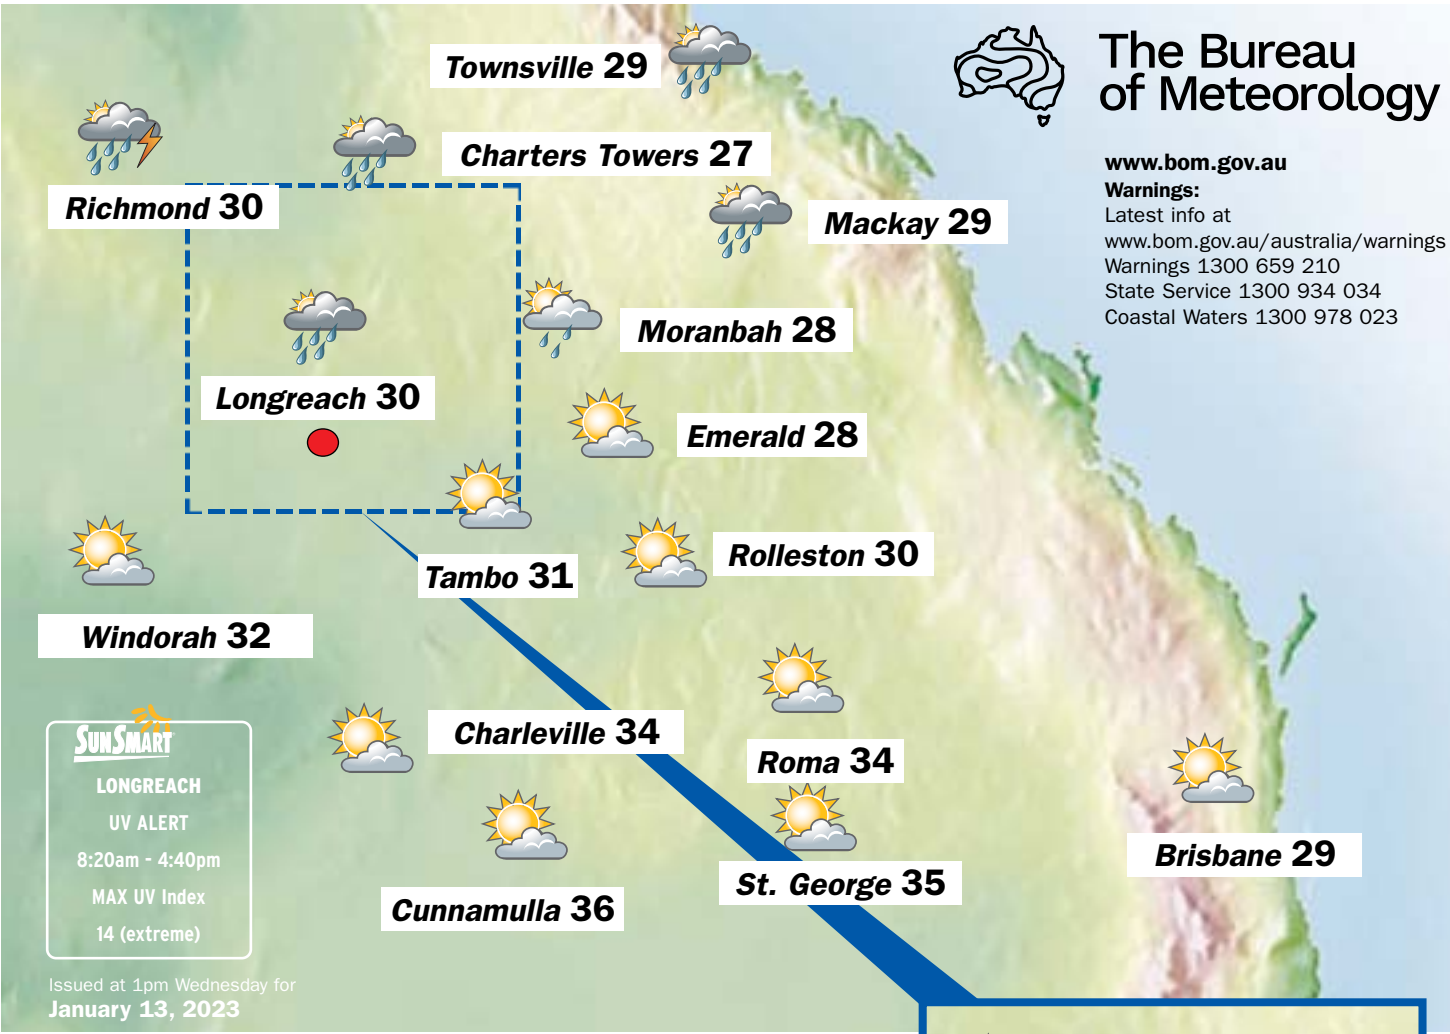 The Bureau
of Meteorology
www.bom.gov.au
Warnings:
Latest info at
www.bom.gov.au/australia/warnings
Warnings 1300 659 210
State Service 1300 934 034
Coastal Waters 1300 978 023
Townsville 29
Charters Towers 27
Richmond 30
Mackay 29
Moranbah 28
Longreach 30
Emerald 28
Rolleston 30
Tambo 31
Windorah 32
Charleville 34
Roma 34
Brisbane 29
St. George 35
Cunnamulla 36
SUNSMART
LONGREACH
UV ALERT
8:20am - 4:40pm
MAX UV Index
14 (extreme)
Issued at 1pm Wednesday for
January 13, 2023